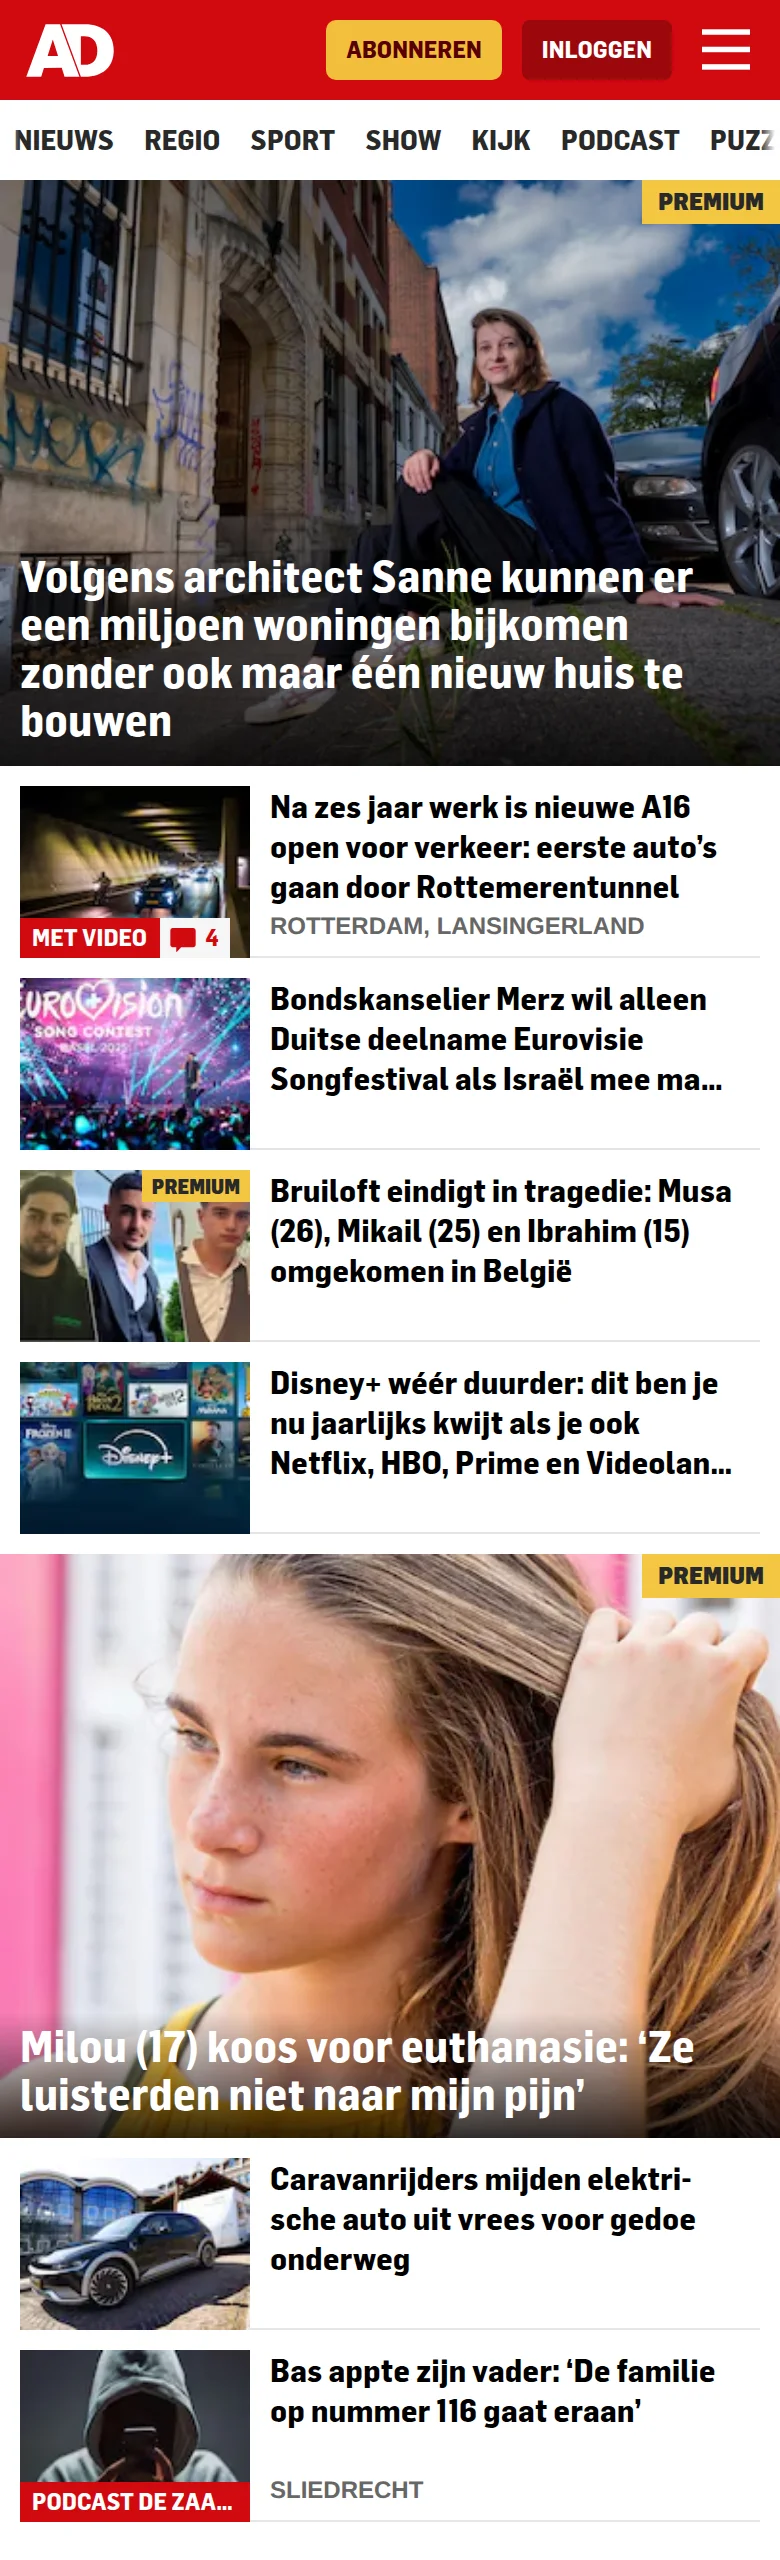 AD
ABONNEREN
INLOGGEN
NIEUWS REGIO SPORT SHOW KIJK PODCAST PUZZ
PREMIUM
Volgens architect Sanne kunnen er
een miljoen woningen bijkomen
zonder ook maar één nieuw huis te
bouwen
Na zes jaar werk is nieuwe A16
open voor verkeer: eerste auto’s
gaan door Rottemerentunnel
ROTTERDAM, LANSINGERLAND
MET VIDEO 4
EUROVISION
SONG CONTEST
BASEL 2025
Bondskanselier Merz wil alleen
Duitse deelname Eurovisie
Songfestival als Israël mee ma...
PREMIUM
Bruiloft eindigt in tragedie: Musa
(26), Mikail (25) en Ibrahim (15)
omgekomen in België
FROZEN II
Disney+
Disney+ wéér duurder: dit ben je
nu jaarlijks kwijt als je ook
Netflix, HBO, Prime en Videolan...
PREMIUM
Milou (17) koos voor euthanasie: ‘Ze
luisterden niet naar mijn pijn’
Caravanrijders mijden elektri-
sche auto uit vrees voor gedoe
onderweg
Bas appte zijn vader: ‘De familie
op nummer 116 gaat eraan’
SLIEDRECHT
PODCAST DE ZAA...